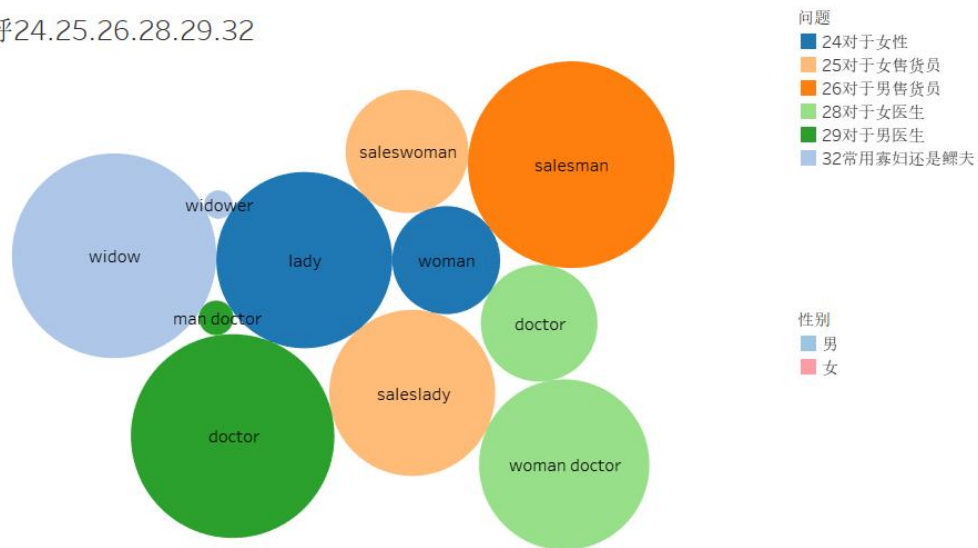 呼24.25.26.28.29.32
问题
24对于女性
25对于女售货员
26对于男售货员
28对于女医生
29对于男医生
32常用寡妇还是鳏夫
saleswoman
salesman
widower
widow
lady
woman
man doctor
doctor
saleslady
doctor
woman doctor
性别
男
女